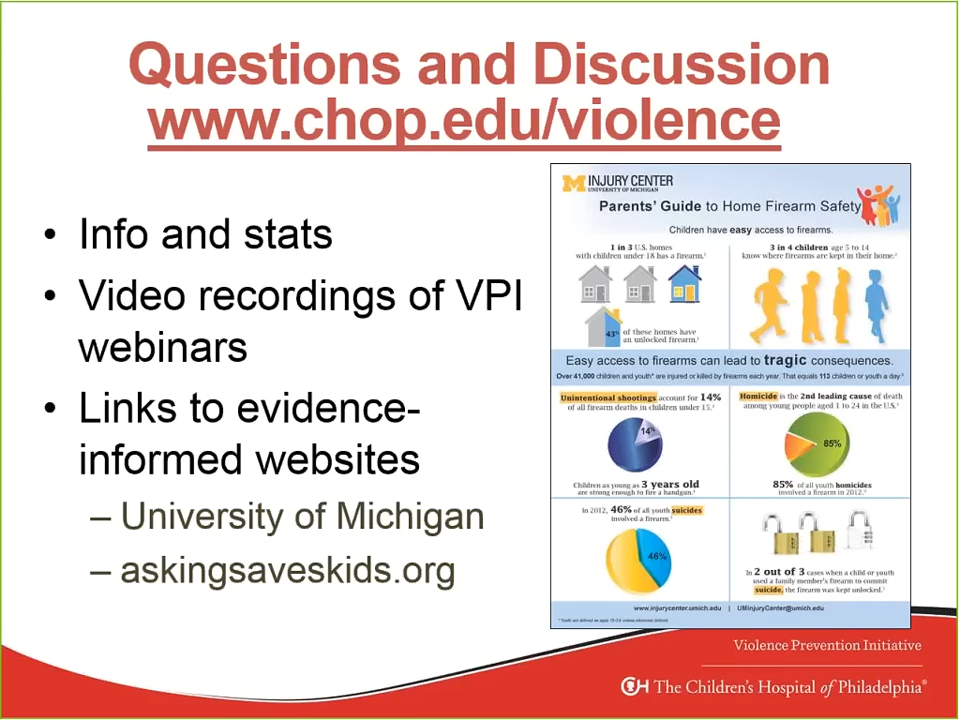 Questions and Discussion
www.chop.edu/violence
• Info and stats
• Video recordings of VPI
webinars
• Links to evidence-
informed websites
– University of Michigan
– askingsaveskids.org
M INJURY CENTER
UNIVERSITY OF MICHIGAN
Parents' Guide to Home Firearm Safety
Children have easy access to firearms.
1 in 3 U.S. homes
with children under 18 has a firearm.¹
43%
of these homes have
an unlocked firearm.¹
3 in 4 children age 5 to 14
know where firearms are kept in their home.²
Easy access to firearms can lead to tragic consequences.
Over 41,000 children and youth* are injured or killed by firearms each year. That equals 113 children or youth a day.
Unintentional shootings account for 14%
of all firearm deaths in children under 15.
14%
Children as young as 3 years old
are strong enough to fire a handgun.
Homicide is the 2nd leading cause of death
among young people aged 1 to 24 in the U.S.
85%
85% of all youth homicides
involved a firearm in 2012.
In 2012, 46% of all youth suicides
involved a firearm.
46%
In 2 out of 3 cases when a child or youth
used a family member's firearm to commit
suicide, the firearm was kept unlocked.
www.injurycenter.umich.edu | UMInjuryCenter@umich.edu
Violence Prevention Initiative
CH The Children's Hospital of Philadelphia®